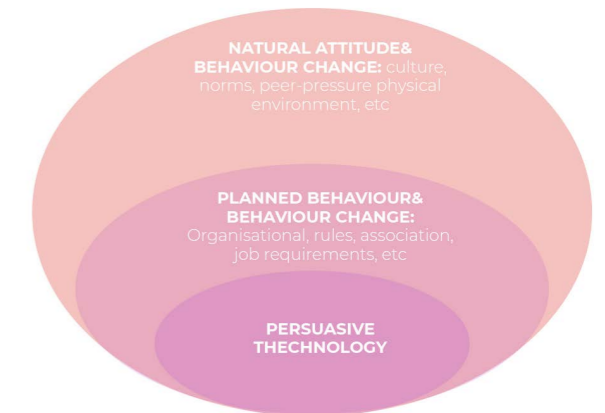 NATURAL ATTITUDE&
BEHAVIOUR CHANGE: culture,
norms, peer-pressure physical
environment, etc
PLANNED BEHAVIOUR&
BEHAVIOUR CHANGE:
Organisational, rules, association,
job requirements, etc
PERSUASIVE
THECHNOLOGY